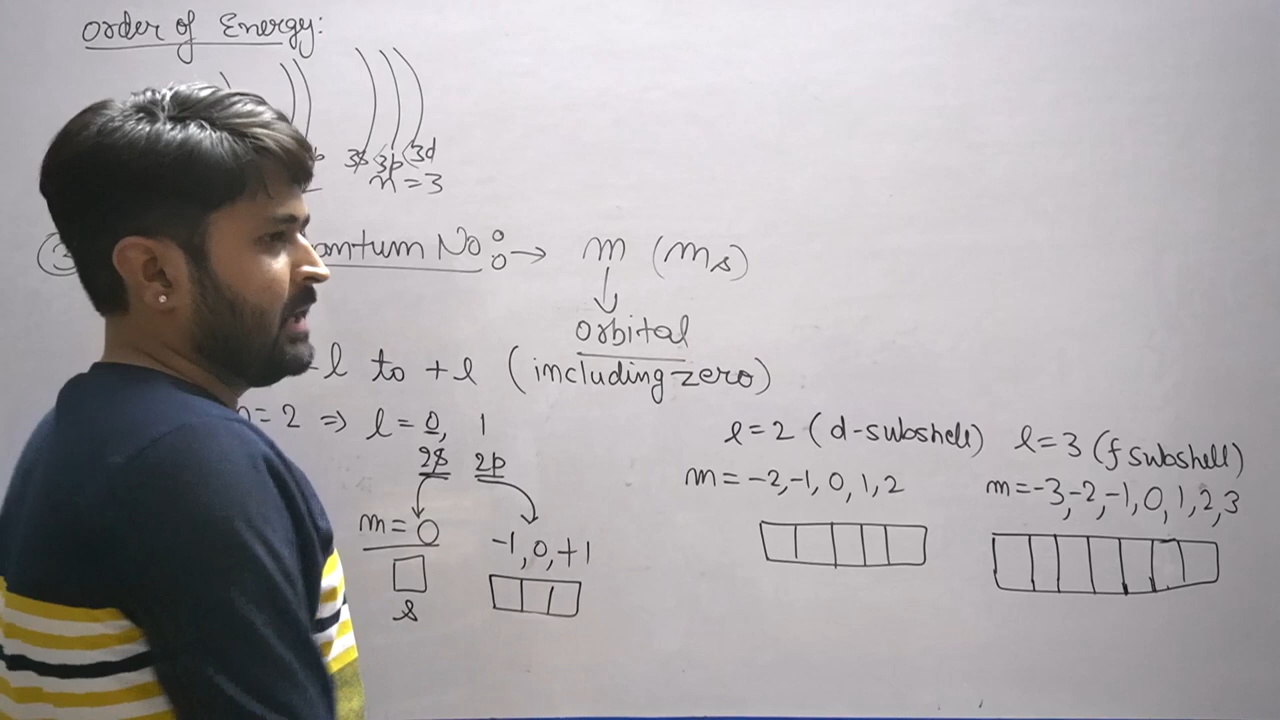 Order of Energy:
3s 3p 3d
n=3
No: → m (ms)
orbital
-l to +l (including zero)
=2 ⇒ l=0, 1
2s 2p
m=0
-1,0,+1
s
l=2 (d-subshell)
m=-2,-1,0,1,2
l=3 (f subshell)
m=-3,-2,-1,0,1,2,3